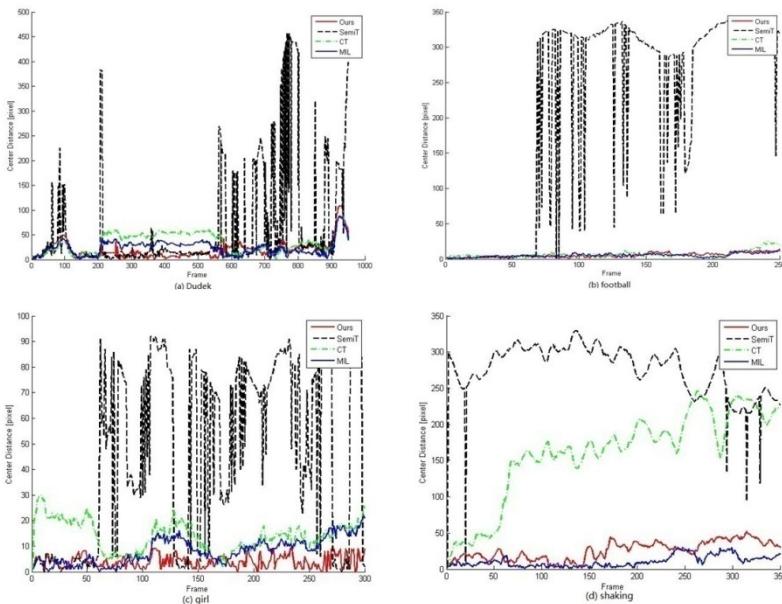 500
450
400
350
300
250
200
150
100
50
0
Center Distance [pixel]
0 100 200 300 400 500 600 700 800 900 1000
Frame
Ours
SemiT
CT
MIL
(a) Dudek
350
300
250
200
150
100
50
0
Center Distance [pixel]
0 50 100 150 200 250
Frame
Ours
SemiT
CT
MIL
(b) football
100
90
80
70
60
50
40
30
20
10
0
Center Distance [pixel]
0 50 100 150 200 250 300
Frame
Ours
SemiT
CT
MIL
(c) girl
350
300
250
200
150
100
50
0
Center Distance [pixel]
0 50 100 150 200 250 300 350
Frame
Ours
SemiT
CT
MIL
(d) shaking